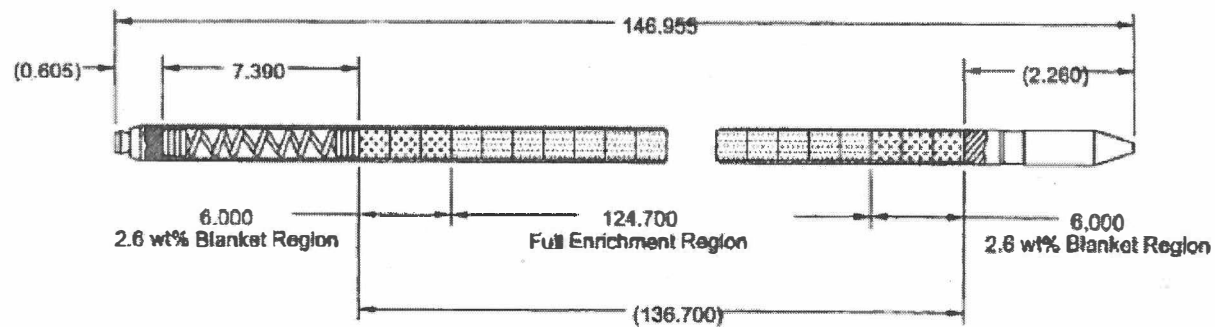 146.955
(0.605)
7.390
(2.260)
6.000
2.6 wt% Blanket Region
124.700
Full Enrichment Region
6.000
2.6 wt% Blanket Region
(136.700)